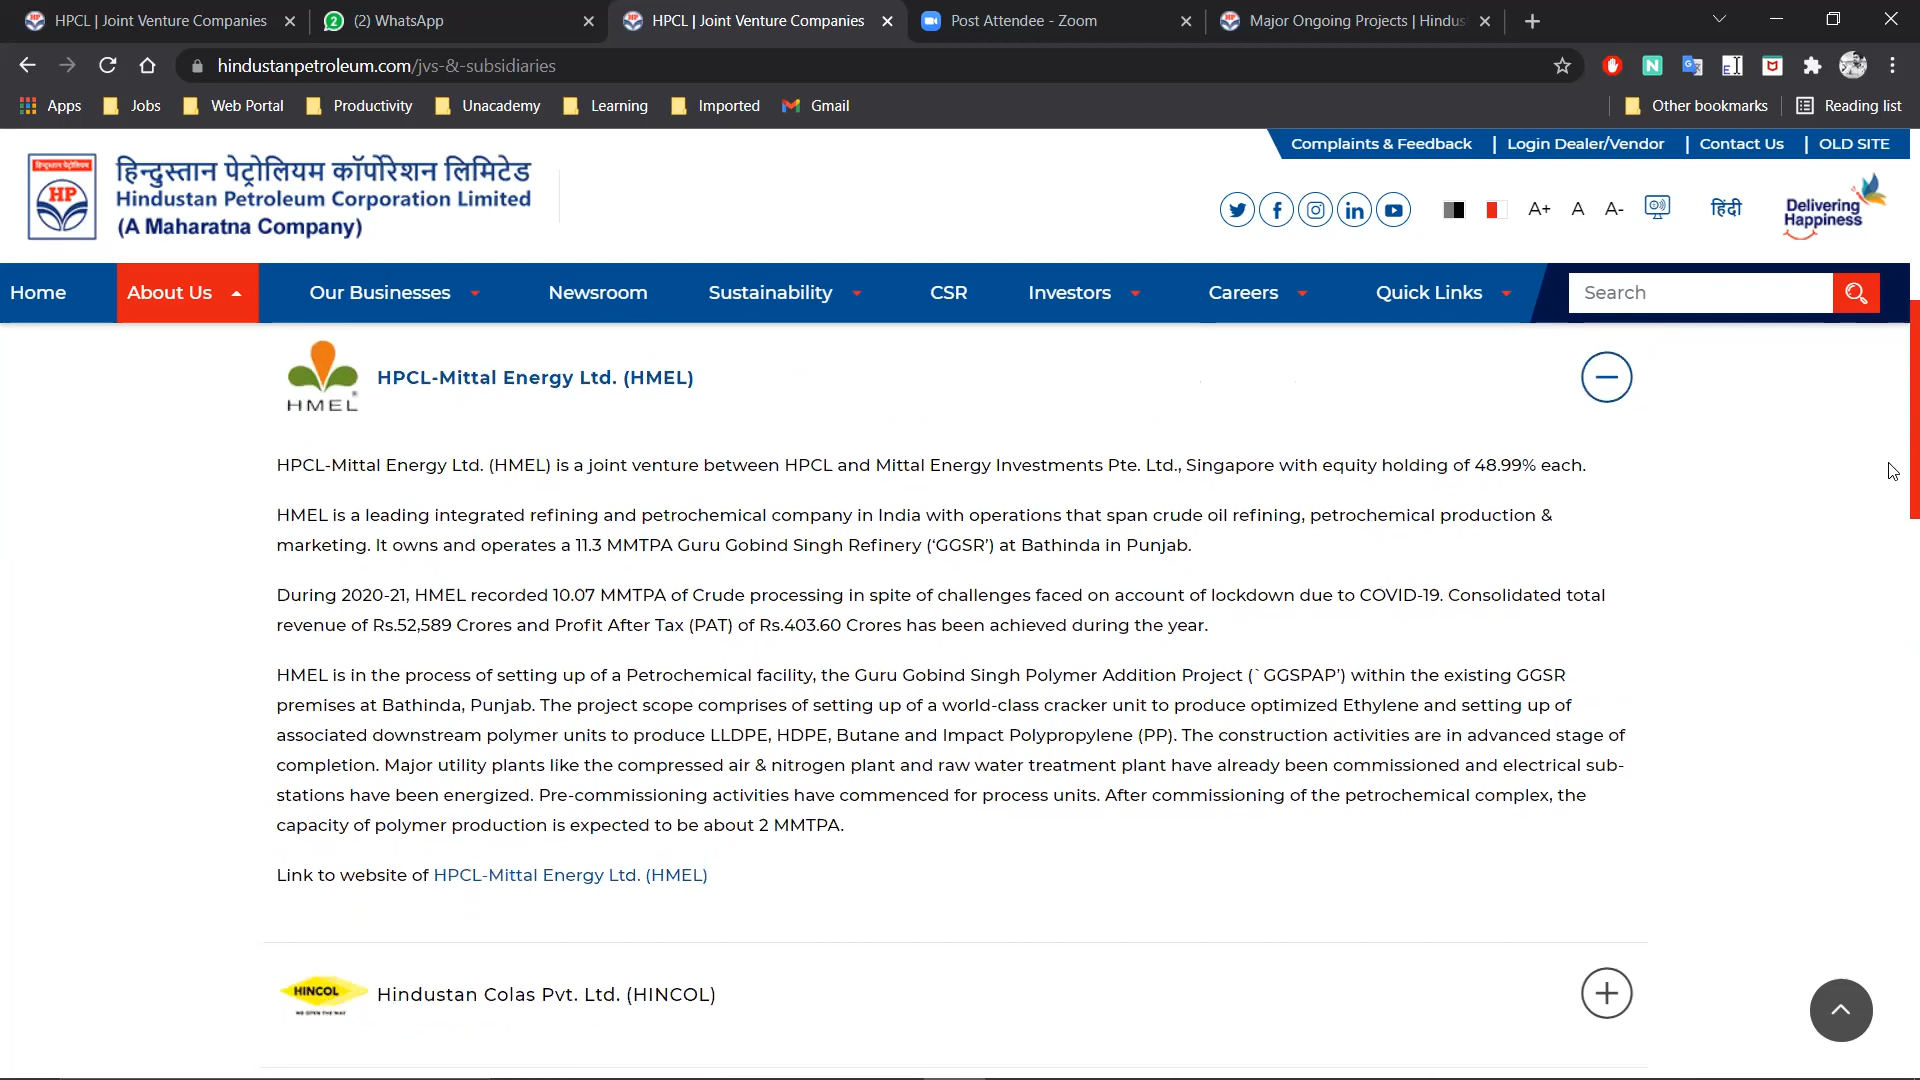 HPCL | Joint Venture Companies
(2) WhatsApp
HPCL | Joint Venture Companies
Post Attendee - Zoom
Major Ongoing Projects | Hindus
hindustanpetroleum.com/jvs-&-subsidiaries
Apps Jobs Web Portal Productivity Unacademy Learning Imported Gmail Other bookmarks Reading list
Complaints & Feedback | Login Dealer/Vendor | Contact Us | OLD SITE
हिन्दुस्तान पेट्रोलियम कॉर्पोरेशन लिमिटेड
HP
Hindustan Petroleum Corporation Limited
(A Maharatna Company)
A+ A A- हिंदी
Delivering
Happiness
Home About Us Our Businesses Newsroom Sustainability CSR Investors Careers Quick Links Search
HMEL
HPCL-Mittal Energy Ltd. (HMEL)
HPCL-Mittal Energy Ltd. (HMEL) is a joint venture between HPCL and Mittal Energy Investments Pte. Ltd., Singapore with equity holding of 48.99% each.
HMEL is a leading integrated refining and petrochemical company in India with operations that span crude oil refining, petrochemical production &
marketing. It owns and operates a 11.3 MMTPA Guru Gobind Singh Refinery (‘GGSR’) at Bathinda in Punjab.
During 2020-21, HMEL recorded 10.07 MMTPA of Crude processing in spite of challenges faced on account of lockdown due to COVID-19. Consolidated total
revenue of Rs.52,589 Crores and Profit After Tax (PAT) of Rs.403.60 Crores has been achieved during the year.
HMEL is in the process of setting up of a Petrochemical facility, the Guru Gobind Singh Polymer Addition Project (`GGSPAP’) within the existing GGSR
premises at Bathinda, Punjab. The project scope comprises of setting up of a world-class cracker unit to produce optimized Ethylene and setting up of
associated downstream polymer units to produce LLDPE, HDPE, Butane and Impact Polypropylene (PP). The construction activities are in advanced stage of
completion. Major utility plants like the compressed air & nitrogen plant and raw water treatment plant have already been commissioned and electrical sub-
stations have been energized. Pre-commissioning activities have commenced for process units. After commissioning of the petrochemical complex, the
capacity of polymer production is expected to be about 2 MMTPA.
Link to website of HPCL-Mittal Energy Ltd. (HMEL)
HINCOL
WE OPEN THE WAY
Hindustan Colas Pvt. Ltd. (HINCOL)